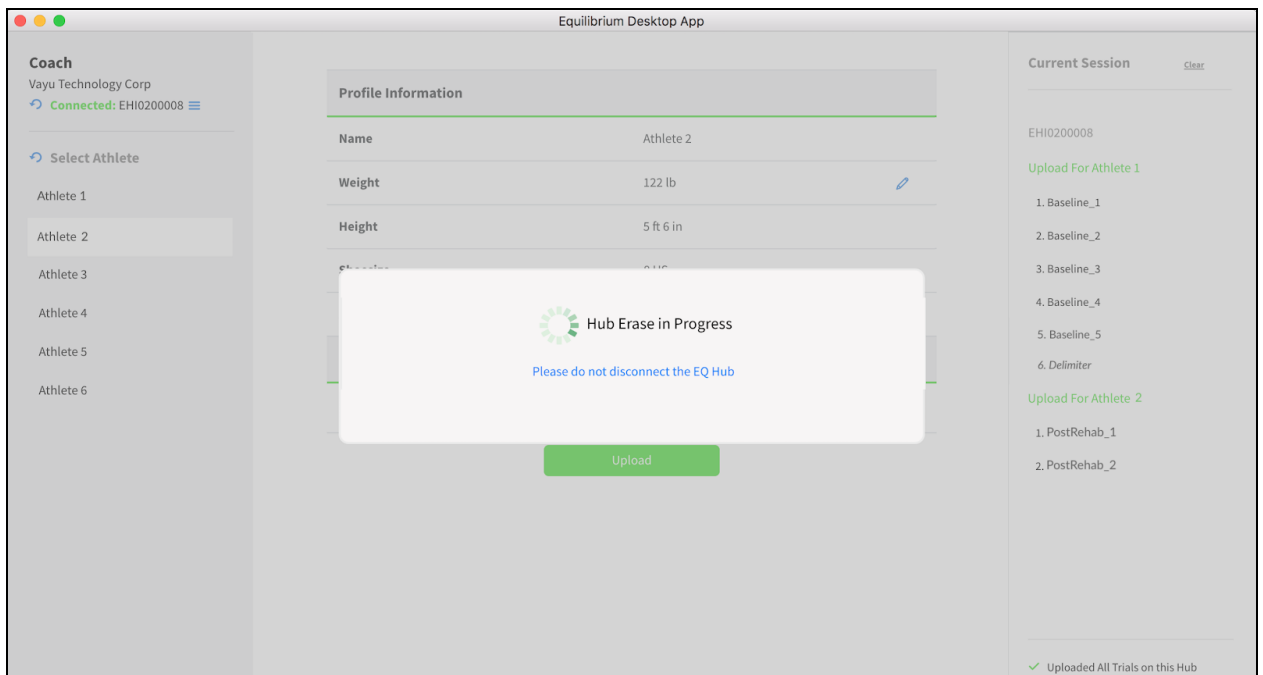 Equilibrium Desktop App
Coach
Vayu Technology Corp
Connected: EHI0200008
Select Athlete
Athlete 1
Athlete 2
Athlete 3
Athlete 4
Athlete 5
Athlete 6
Profile Information
Name Athlete 2
Weight 122 lb
Height 5 ft 6 in
Hub Erase in Progress
Please do not disconnect the EQ Hub
Upload
Current Session Clear
EHI0200008
Upload For Athlete 1
1. Baseline_1
2. Baseline_2
3. Baseline_3
4. Baseline_4
5. Baseline_5
6. Delimiter
Upload For Athlete 2
1. PostRehab_1
2. PostRehab_2
Uploaded All Trials on this Hub